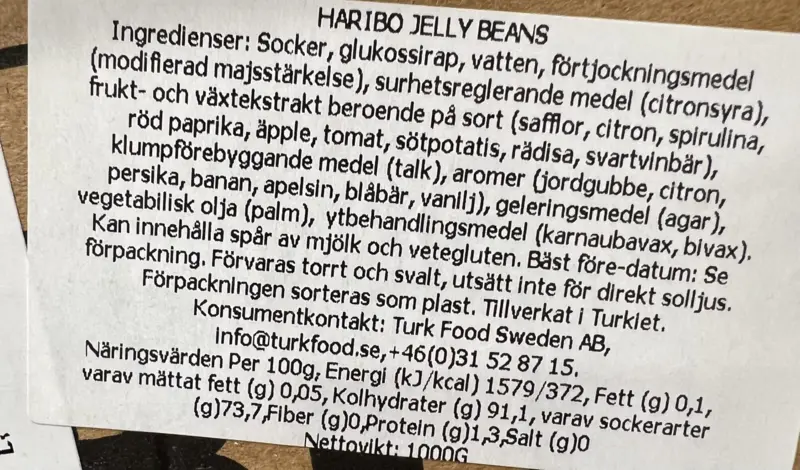 HARIBO JELLY BEANS
Ingredienser: Socker, glukossirap, vatten, förtjockningsmedel
(modifierad majsstärkelse), surhetsreglerande medel (citronsyra),
frukt- och växtekstrakt beroende på sort (safflor, citron, spirulina,
röd paprika, äpple, tomat, sötpotatis, rädisa, svartvinbär),
klumpförebyggande medel (talk), aromer (jordgubbe, citron,
persika, banan, apelsin, blåbär, vanilj), geleringsmedel (agar),
vegetabilisk olja (palm), ytbehandlingsmedel (karnaubavax, bivax).
Kan innehålla spår av mjölk och vetegluten. Bäst före-datum: Se
förpackning. Förvaras torrt och svalt, utsätt inte för direkt solljus.
Förpackningen sorteras som plast. Tillverkat i Turkiet.
Konsumentkontakt: Turk Food Sweden AB,
info@turkfood.se,+46(0)31 52 87 15.
Näringsvärden Per 100g, Energi (kJ/kcal) 1579/372, Fett (g) 0,1,
varav mättat fett (g) 0,05, Kolhydrater (g) 91,1, varav sockerarter
(g)73,7,Fiber (g)0,Protein (g)1,3,Salt (g)0
Nettovikt: 1000G